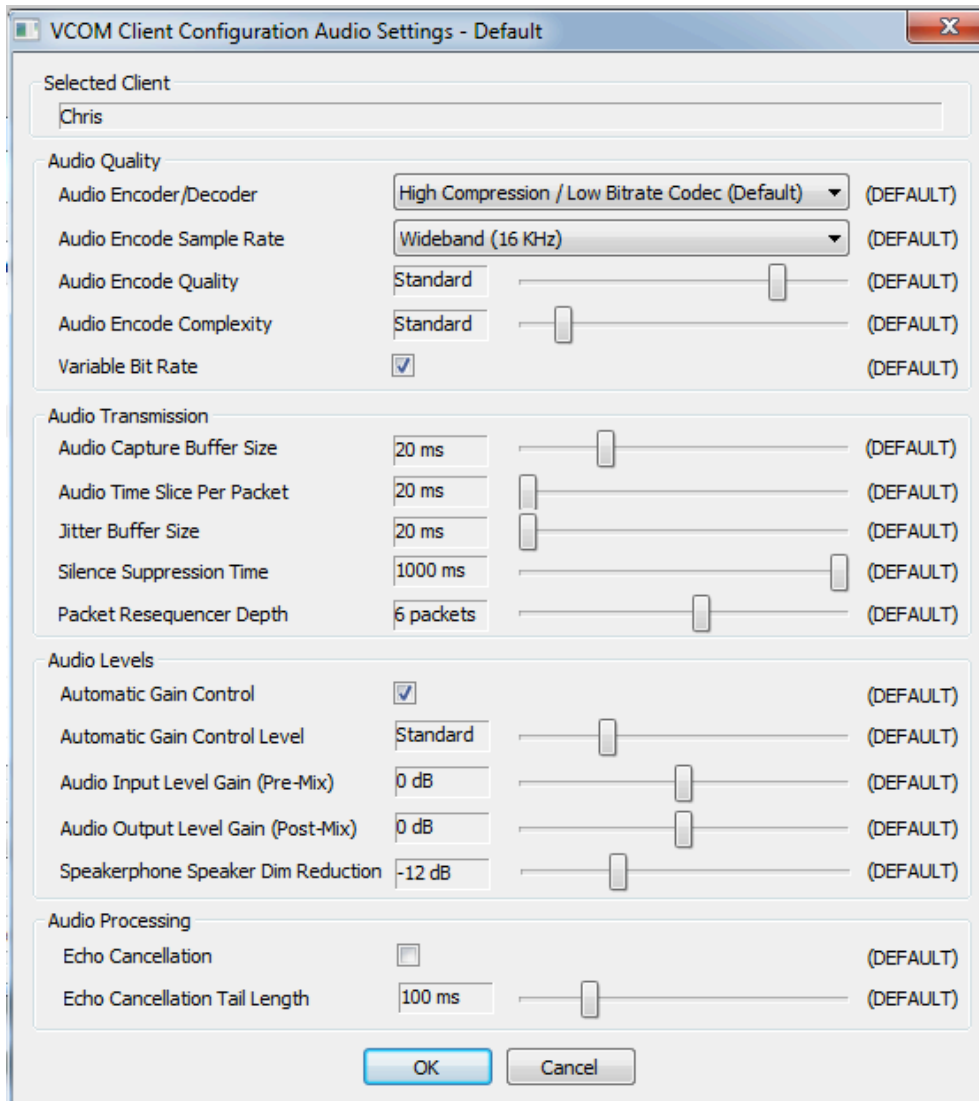 VCOM Client Configuration Audio Settings - Default
Selected Client
Chris
Audio Quality
Audio Encoder/Decoder High Compression / Low Bitrate Codec (Default) (DEFAULT)
Audio Encode Sample Rate Wideband (16 KHz) (DEFAULT)
Audio Encode Quality Standard (DEFAULT)
Audio Encode Complexity Standard (DEFAULT)
Variable Bit Rate (DEFAULT)
Audio Transmission
Audio Capture Buffer Size 20 ms (DEFAULT)
Audio Time Slice Per Packet 20 ms (DEFAULT)
Jitter Buffer Size 20 ms (DEFAULT)
Silence Suppression Time 1000 ms (DEFAULT)
Packet Resequencer Depth 6 packets (DEFAULT)
Audio Levels
Automatic Gain Control (DEFAULT)
Automatic Gain Control Level Standard (DEFAULT)
Audio Input Level Gain (Pre-Mix) 0 dB (DEFAULT)
Audio Output Level Gain (Post-Mix) 0 dB (DEFAULT)
Speakerphone Speaker Dim Reduction -12 dB (DEFAULT)
Audio Processing
Echo Cancellation (DEFAULT)
Echo Cancellation Tail Length 100 ms (DEFAULT)
OK Cancel